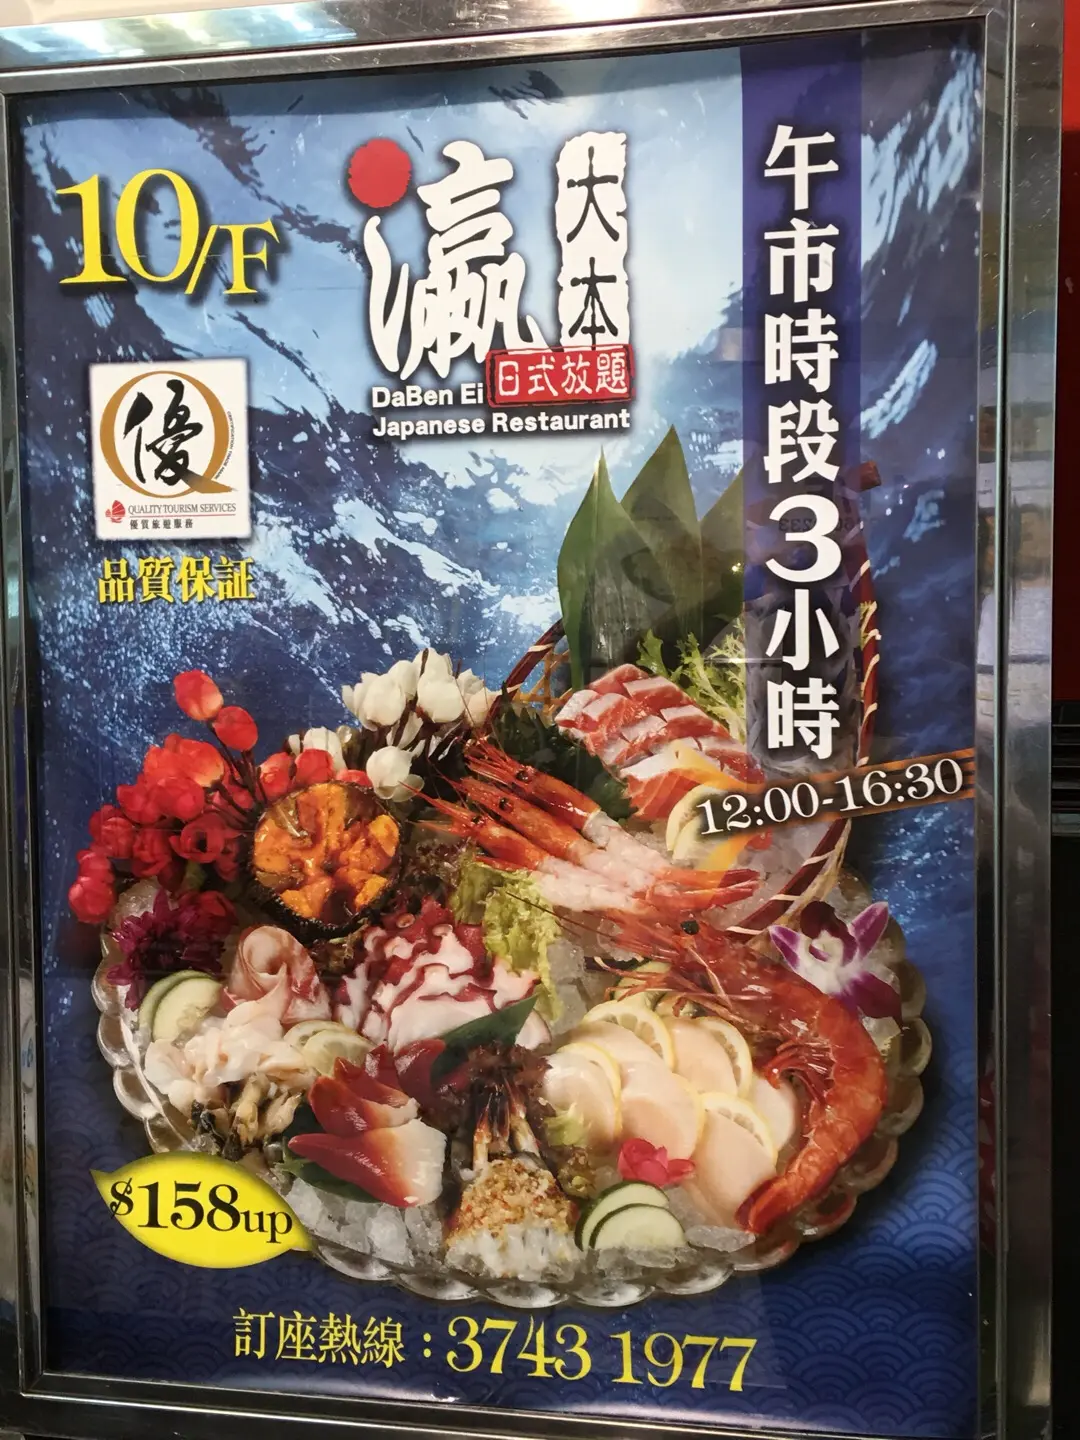 10/F
瀛
大本
日式放題
DaBen Ei
Japanese Restaurant
優
QUALITY TOURISM SERVICES
優質旅遊服務
品質保証
午市時段3小時
12:00-16:30
$158up
訂座熱線：3743 1977